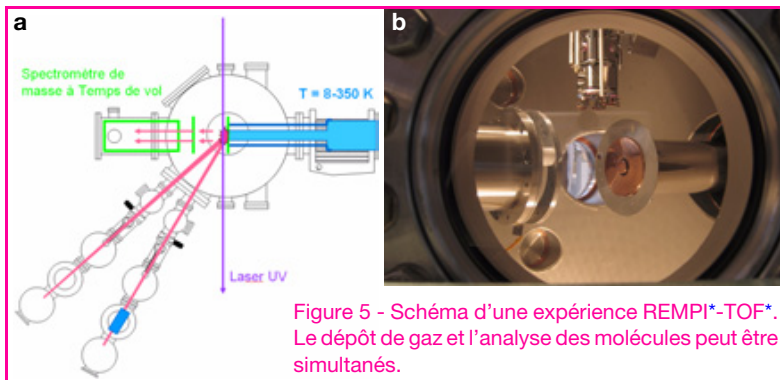 a
Spectromètre de
masse à Temps de vol
T = 8-350 K
Laser UV
b
Figure 5 - Schéma d'une expérience REMPI*-TOF*.
Le dépôt de gaz et l'analyse des molécules peut être
simultanés.